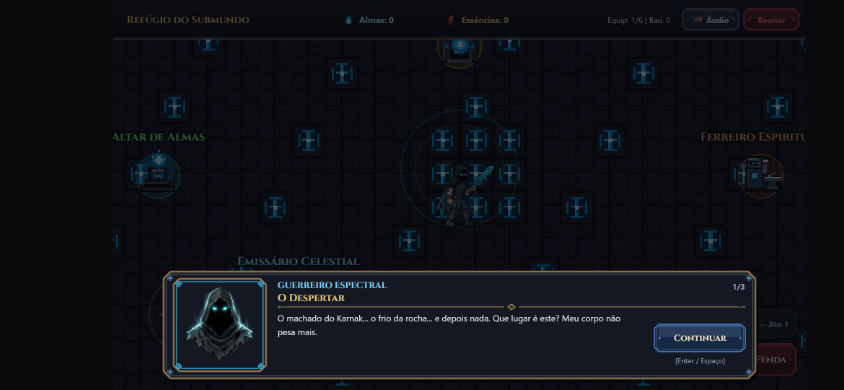 Refúgio do Submundo
Almas: 0
Essências: 0
Equip: 1/6 | Baú: 0
Áudio
Resetar
Altar de Almas
Ferreiro Espiritu
Emissário Celestial
— Ato 1
Fenda
Guerreiro Espectral
1/3
O Despertar
O machado do Karnak... o frio da rocha... e depois nada. Que lugar é este? Meu corpo não
pesa mais.
Continuar
[Enter / Espaço]